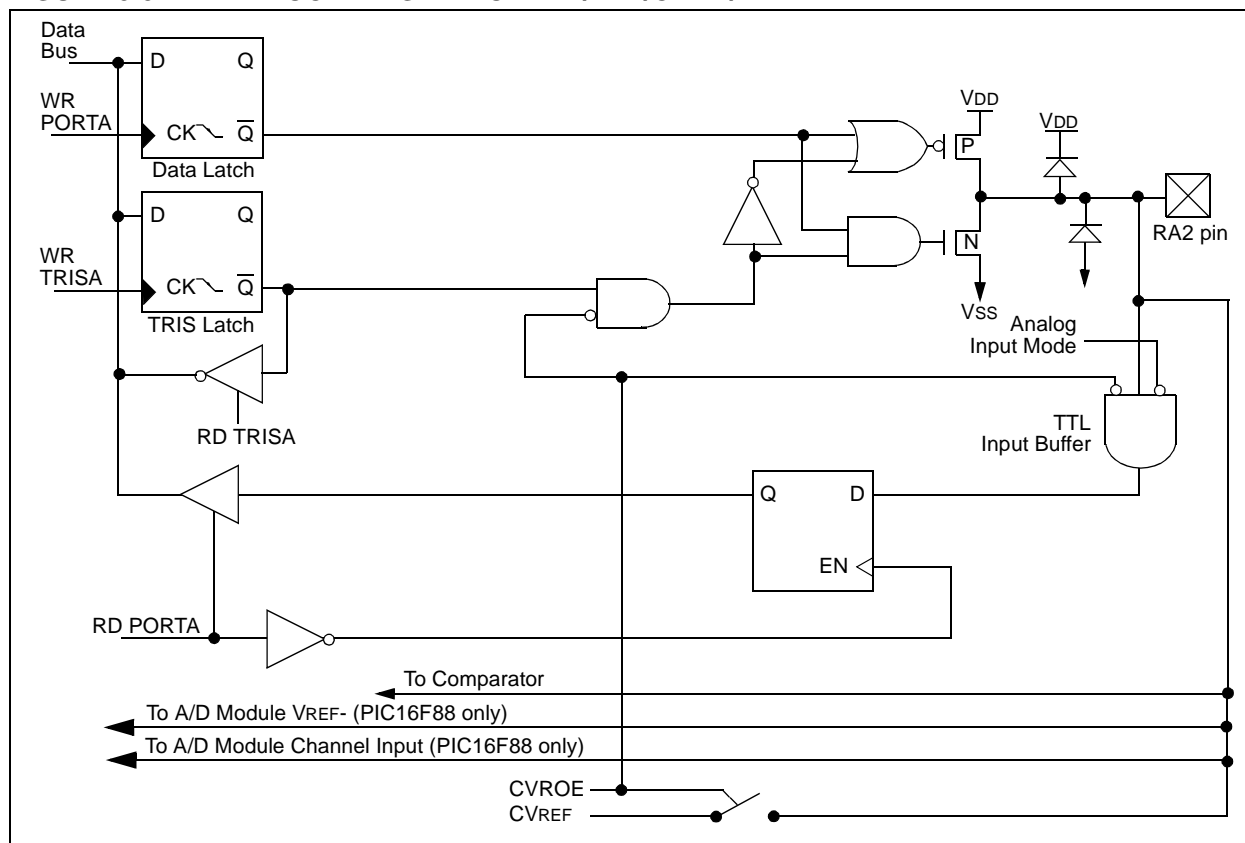 Data
Bus
D
Q
WR
PORTA
CK
Q
Data Latch
D
Q
WR
TRISA
CK
Q
TRIS Latch
RD TRISA
VDD
P
VDD
N
RA2 pin
VSS
Analog
Input Mode
TTL
Input Buffer
Q
D
EN
RD PORTA
To Comparator
To A/D Module VREF- (PIC16F88 only)
To A/D Module Channel Input (PIC16F88 only)
CVROE
CVREF